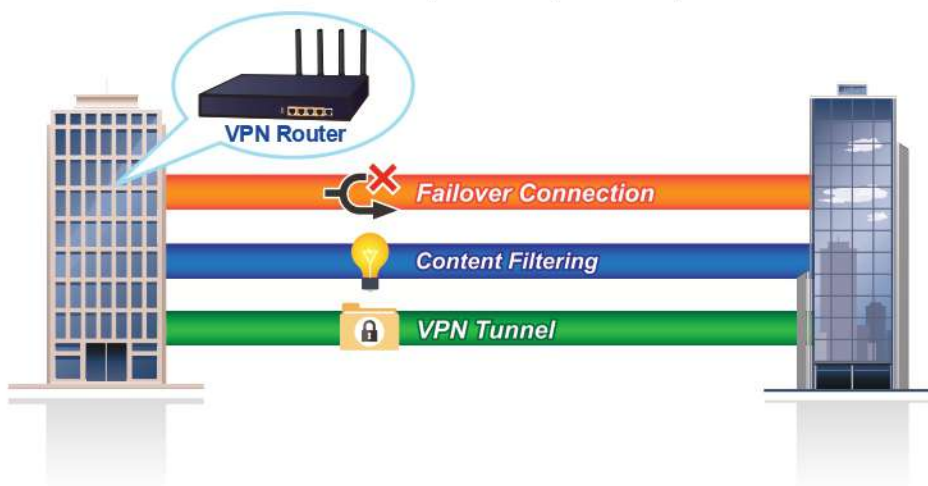 VPN Router
Failover Connection
Content Filtering
VPN Tunnel